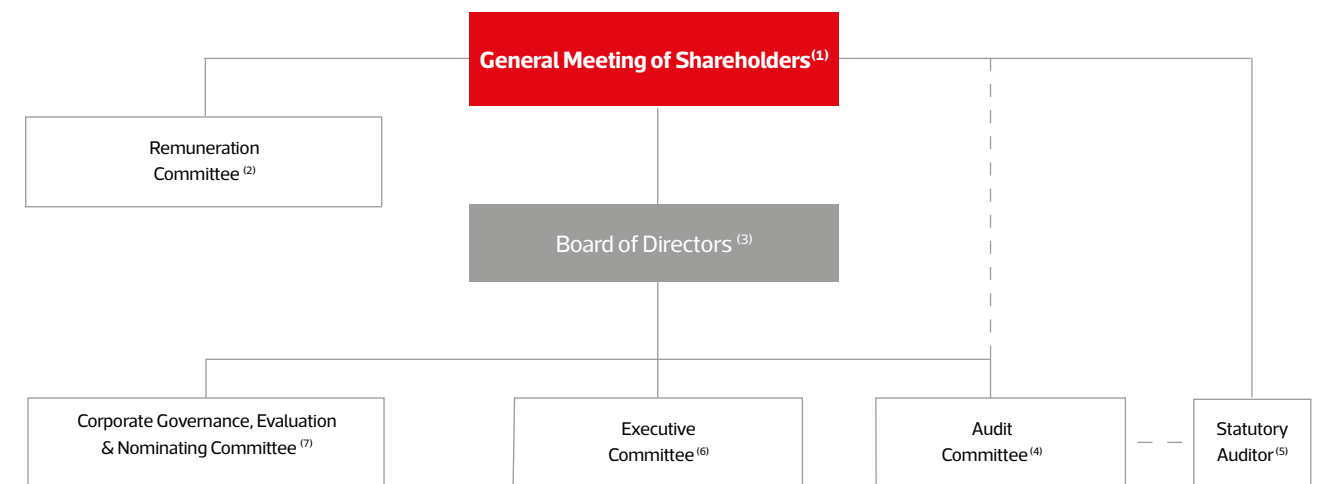 General Meeting of Shareholders(1)
Remuneration
Committee (2)
Board of Directors (3)
Corporate Governance, Evaluation
& Nominating Committee (7)
Executive
Committee (6)
Audit
Committee (4)
Statutory
Auditor (5)